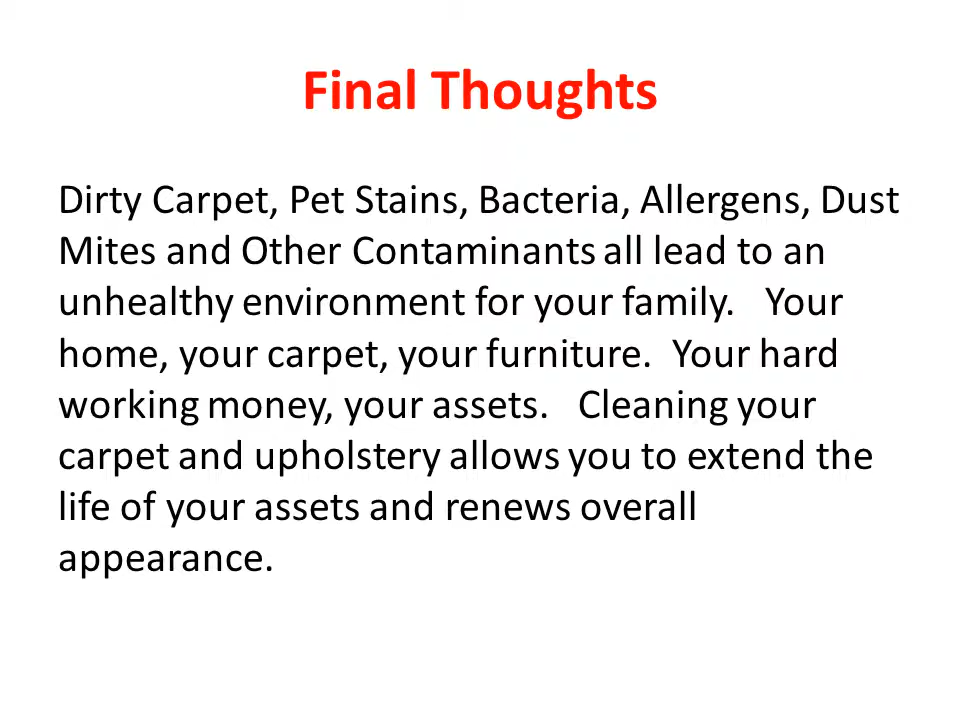 Final Thoughts
Dirty Carpet, Pet Stains, Bacteria, Allergens, Dust
Mites and Other Contaminants all lead to an
unhealthy environment for your family.   Your
home, your carpet, your furniture.  Your hard
working money, your assets.   Cleaning your
carpet and upholstery allows you to extend the
life of your assets and renews overall
appearance.